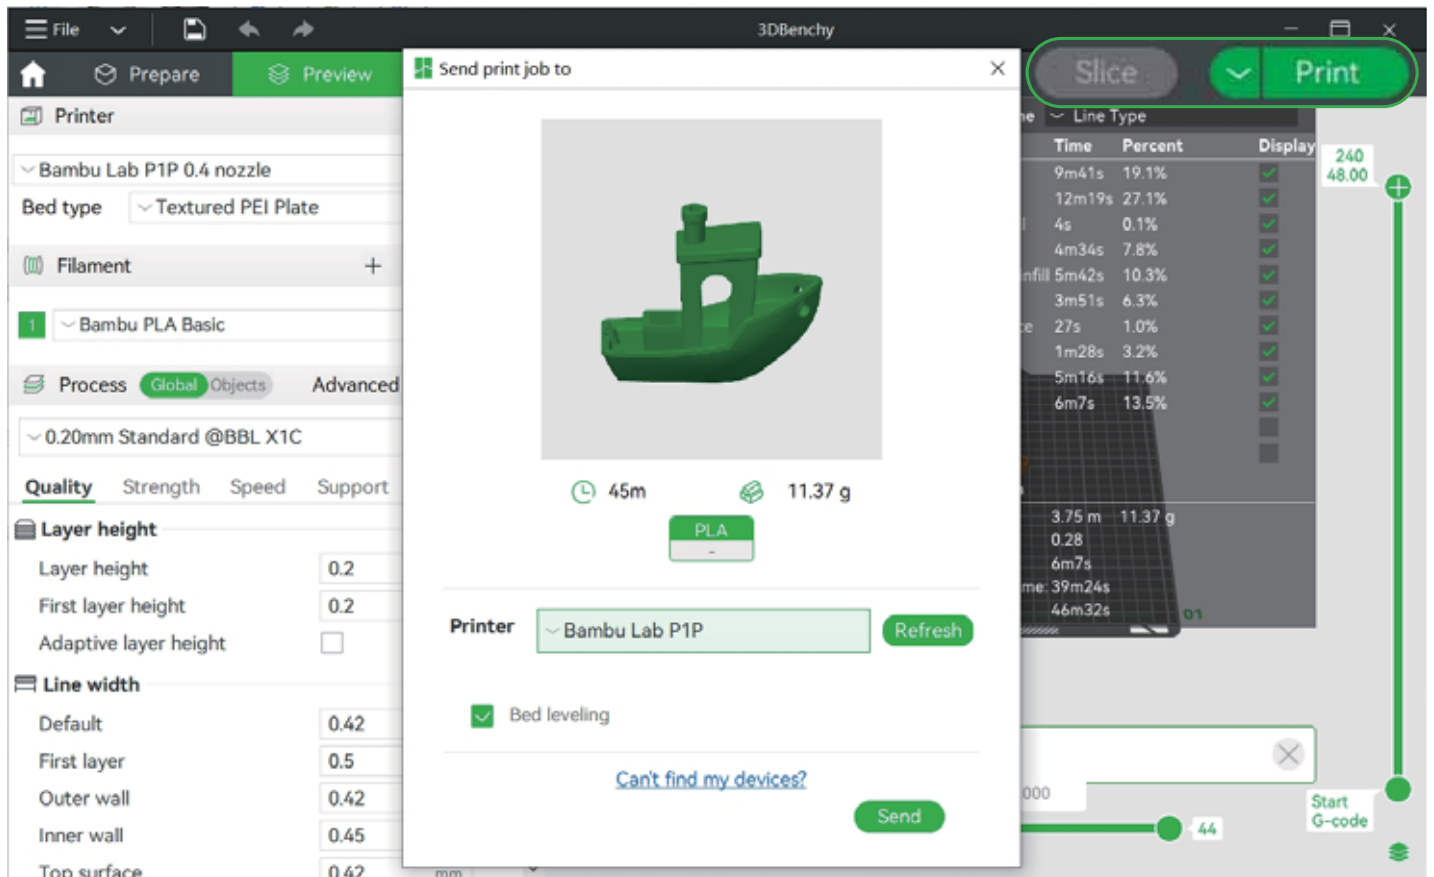 File
3DBenchy
Prepare
Preview
Slice
Print
Printer
Bambu Lab P1P 0.4 nozzle
Bed type
Textured PEI Plate
Filament
1
Bambu PLA Basic
Process
Global
Objects
Advanced
0.20mm Standard @BBL X1C
Quality
Strength
Speed
Support
Layer height
Layer height
0.2
First layer height
0.2
Adaptive layer height
Line width
Default
0.42
First layer
0.5
Outer wall
0.42
Inner wall
0.45
Top surface
0.42
mm
Send print job to
45m
11.37 g
PLA
-
Printer
Bambu Lab P1P
Refresh
Bed leveling
Can't find my devices?
Send
Line Type
Time Percent Display
9m41s 19.1%
12m19s 27.1%
4s 0.1%
4m34s 7.8%
nfill 5m42s 10.3%
3m51s 6.3%
27s 1.0%
1m28s 3.2%
5m16s 11.6%
6m7s 13.5%
3.75 m 11.37 g
0.28
6m7s
me: 39m24s
46m32s
01
240
48.00
000
44
Start
G-code